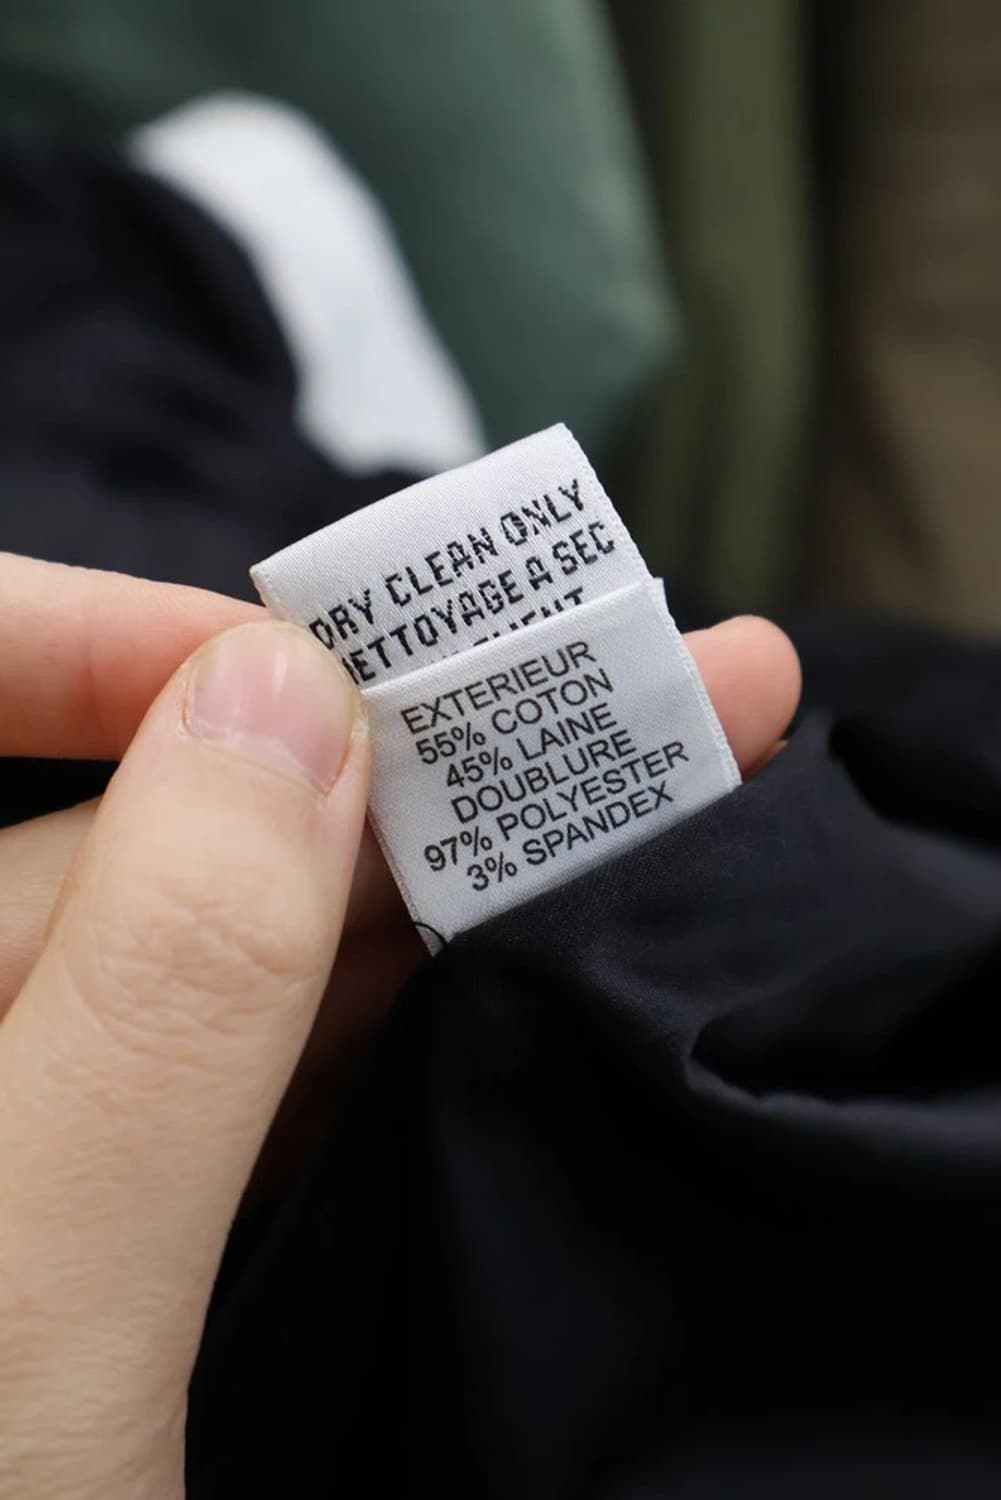 DRY CLEAN ONLY
NETTOYAGE A SEC
EXTERIEUR
55% COTON
45% LAINE
DOUBLURE
97% POLYESTER
3% SPANDEX